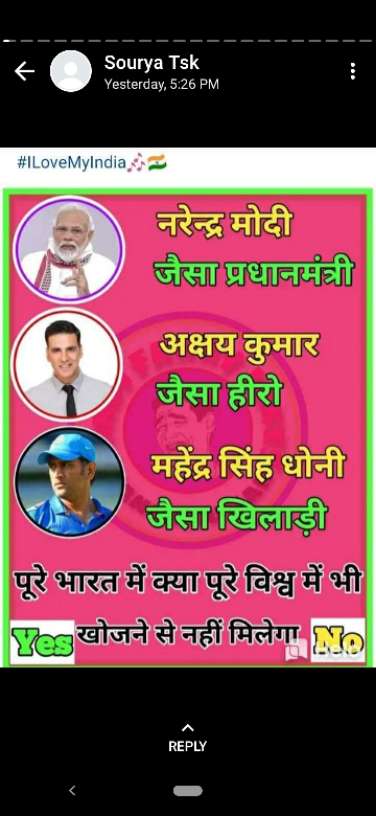 Sourya Tsk
Yesterday, 5:26 PM
#ILoveMyIndia
नरेन्द्र मोदी
जैसा प्रधानमंत्री
अक्षय कुमार
जैसा हीरो
महेंद्र सिंह धोनी
जैसा खिलाड़ी
पूरे भारत में क्या पूरे विश्व में भी
Yes खोजने से नहीं मिलेगा No
REPLY